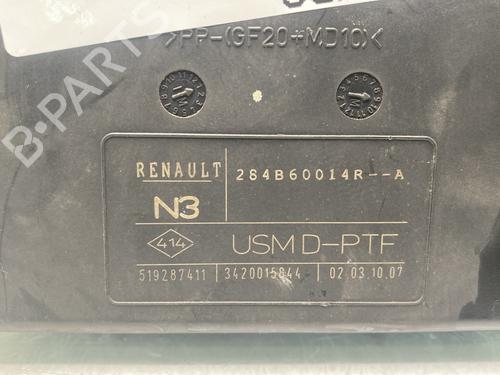 >PP-(GF20+MD10)<
B-PARTS
RENAULT 284B60014R--A
N3
414 USM D-PTF
519287411 3420015844 02 03.10.07